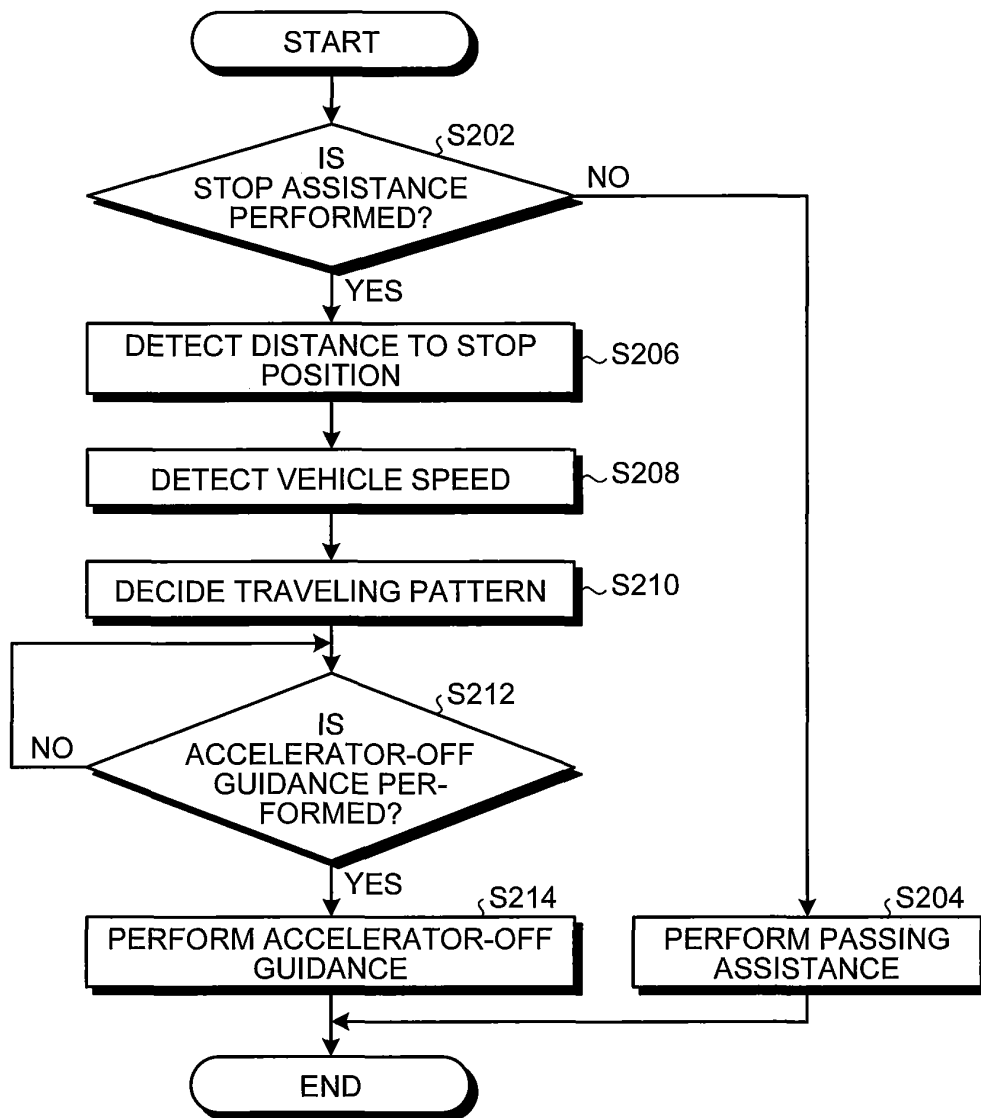 START
S202
IS
STOP ASSISTANCE
PERFORMED?
NO
YES
DETECT DISTANCE TO STOP
POSITION
S206
DETECT VEHICLE SPEED
S208
DECIDE TRAVELING PATTERN
S210
S212
IS
ACCELERATOR-OFF
GUIDANCE PER-
FORMED?
NO
YES
S214
PERFORM ACCELERATOR-OFF
GUIDANCE
S204
PERFORM PASSING
ASSISTANCE
END